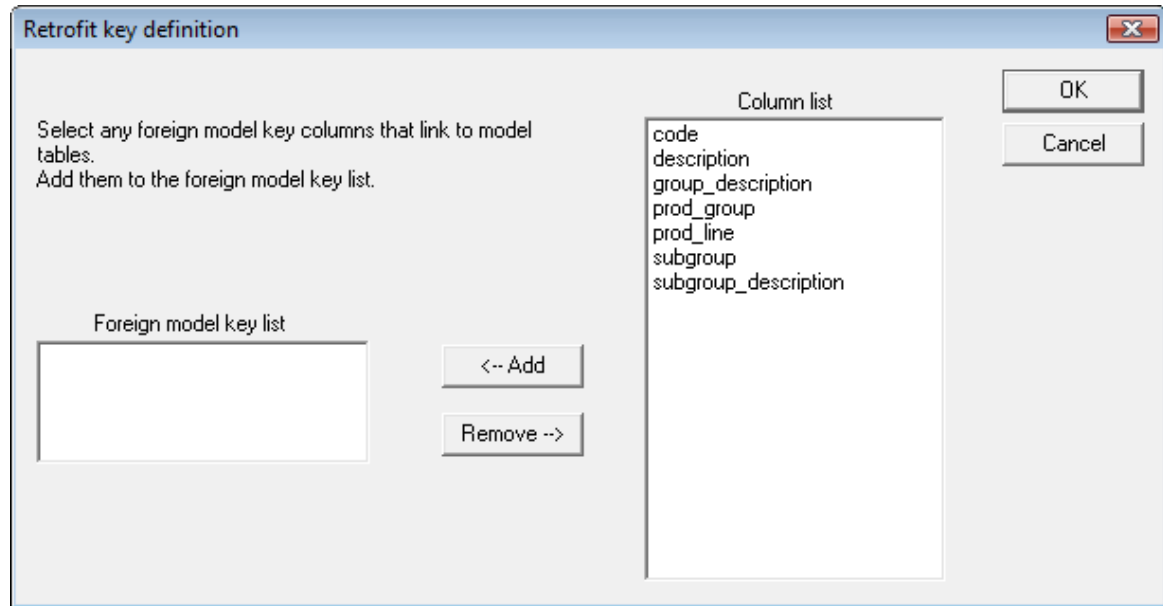 Retrofit key definition
Select any foreign model key columns that link to model
tables.
Add them to the foreign model key list.
Foreign model key list
<-- Add
Remove -->
Column list
code
description
group_description
prod_group
prod_line
subgroup
subgroup_description
OK
Cancel